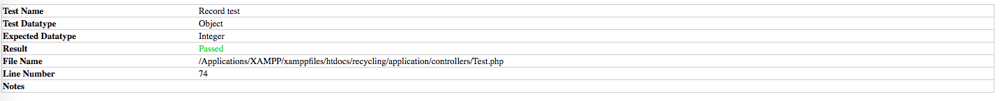 Test Name Record test
Test Datatype Object
Expected Datatype Integer
Result Passed
File Name /Applications/XAMPP/xamppfiles/htdocs/recycling/application/controllers/Test.php
Line Number 74
Notes